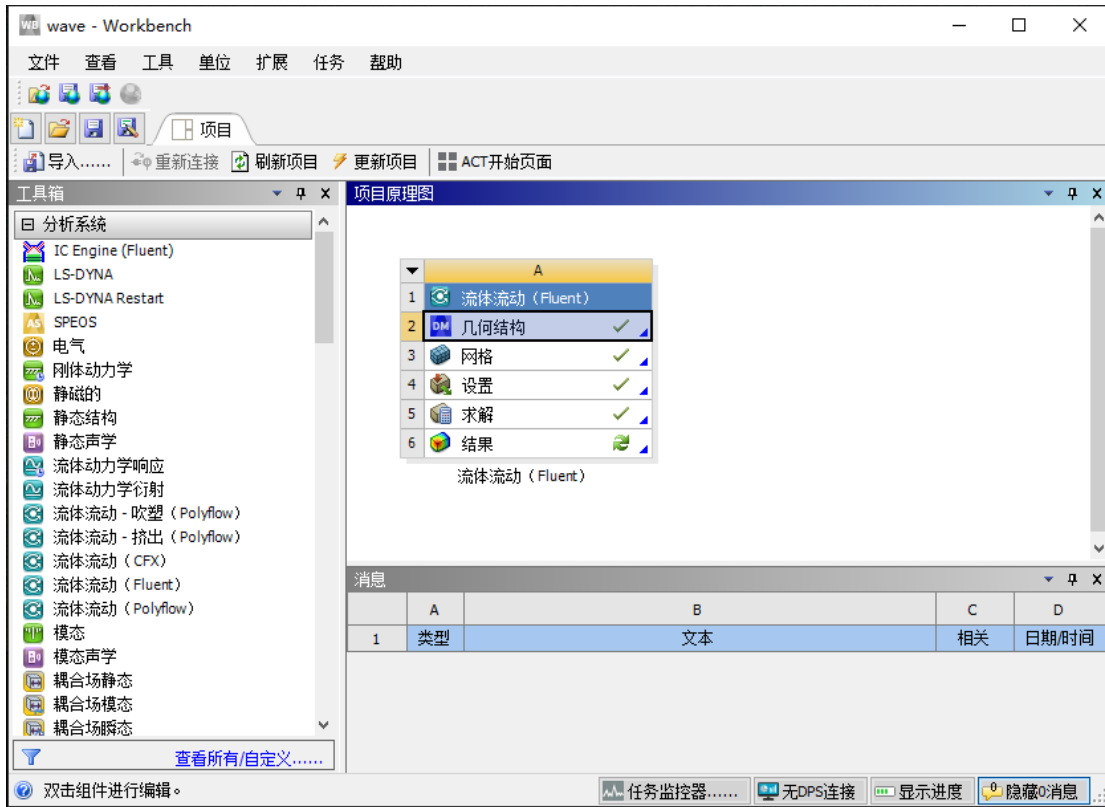 WB wave - Workbench
文件 查看 工具 单位 扩展 任务 帮助
项目
导入...... 重新连接 刷新项目 更新项目 ACT开始页面
工具箱
分析系统
IC Engine (Fluent)
LS-DYNA
LS-DYNA Restart
SPEOS
电气
刚体动力学
静磁的
静态结构
静态声学
流体动力学响应
流体动力学衍射
流体流动 - 吹塑（Polyflow）
流体流动 - 挤出（Polyflow）
流体流动（CFX）
流体流动（Fluent）
流体流动（Polyflow）
模态
模态声学
耦合场静态
耦合场模态
耦合场瞬态
查看所有/自定义......
项目原理图
A
1 流体流动（Fluent）
2 DM 几何结构
3 网格
4 设置
5 求解
6 结果
流体流动（Fluent）
消息
A B C D
1 类型 文本 相关 日期/时间
双击组件进行编辑。 任务监控器...... 无DPS连接 显示进度 隐藏0消息